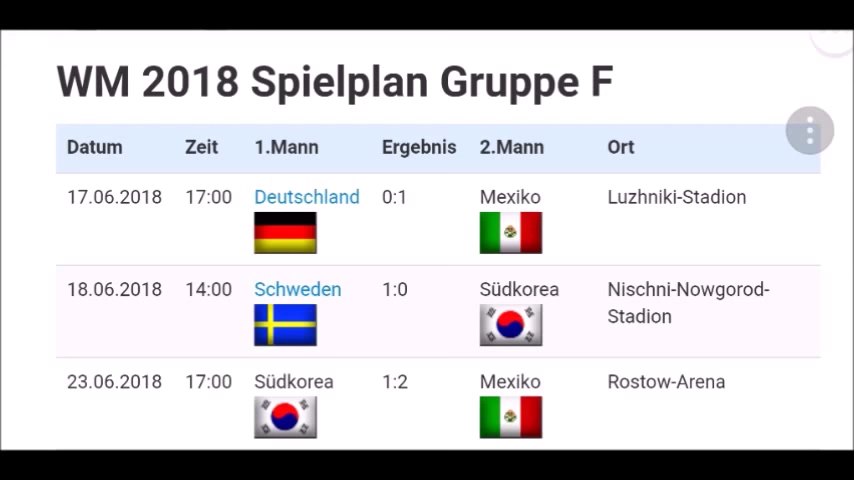 WM 2018 Spielplan Gruppe F
Datum Zeit 1.Mann Ergebnis 2.Mann Ort
17.06.2018 17:00 Deutschland 0:1 Mexiko Luzhniki-Stadion
18.06.2018 14:00 Schweden 1:0 Südkorea Nischni-Nowgorod-
Stadion
23.06.2018 17:00 Südkorea 1:2 Mexiko Rostow-Arena